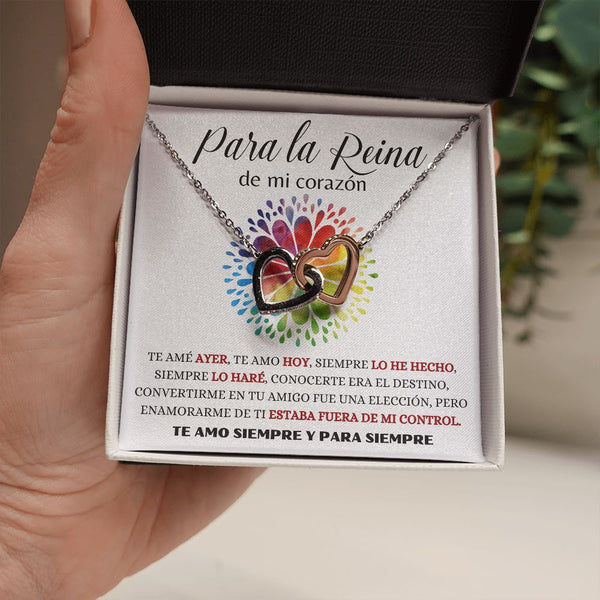 Para la Reina
de mi corazón
TE AMÉ AYER, TE AMO HOY, SIEMPRE LO HE HECHO,
SIEMPRE LO HARÉ, CONOCERTE ERA EL DESTINO,
CONVERTIRME EN TU AMIGO FUE UNA ELECCIÓN, PERO
ENAMORARME DE TI ESTABA FUERA DE MI CONTROL.
TE AMO SIEMPRE Y PARA SIEMPRE